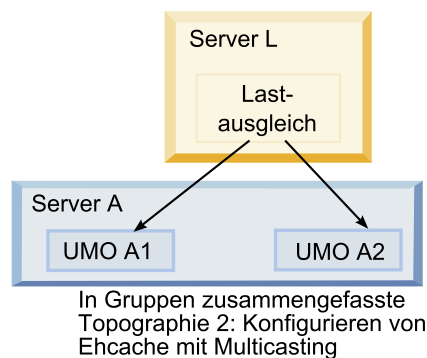 Server L
Last-
ausgleich
Server A
UMO A1
UMO A2
In Gruppen zusammengefasste
Topographie 2: Konfigurieren von
Ehcache mit Multicasting